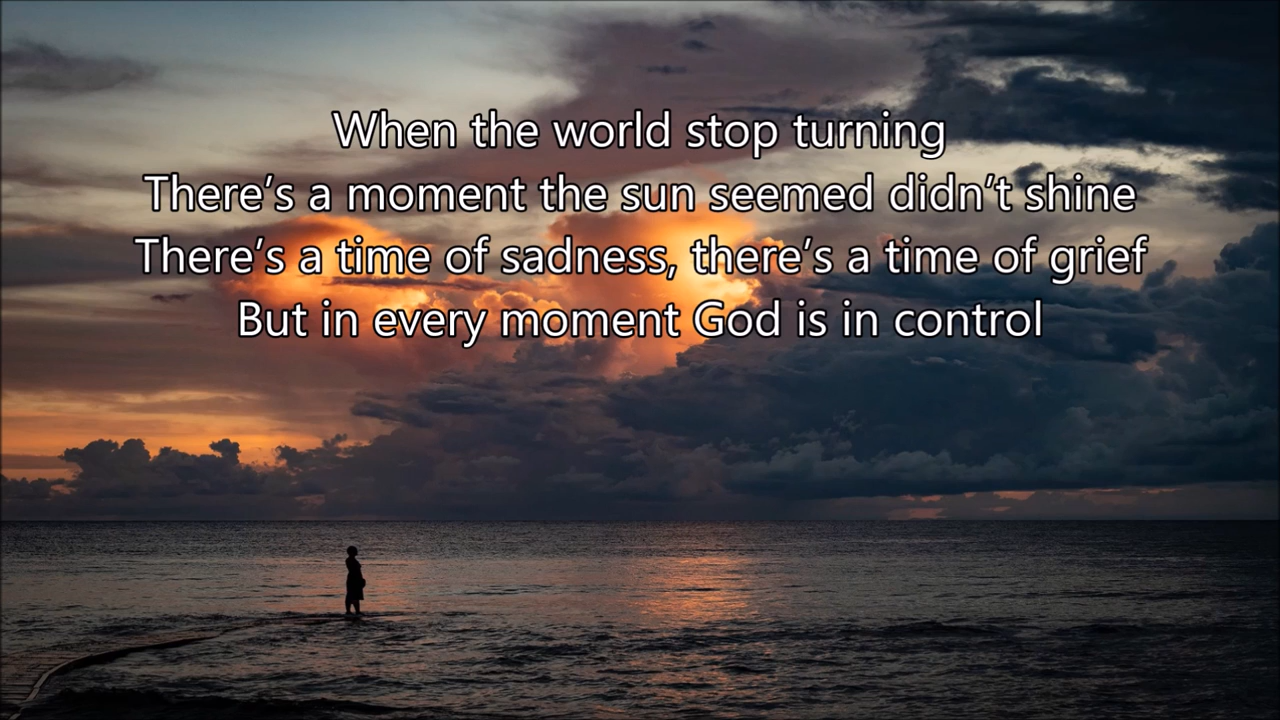 When the world stop turning
There’s a moment the sun seemed didn’t shine
There’s a time of sadness, there’s a time of grief
But in every moment God is in control